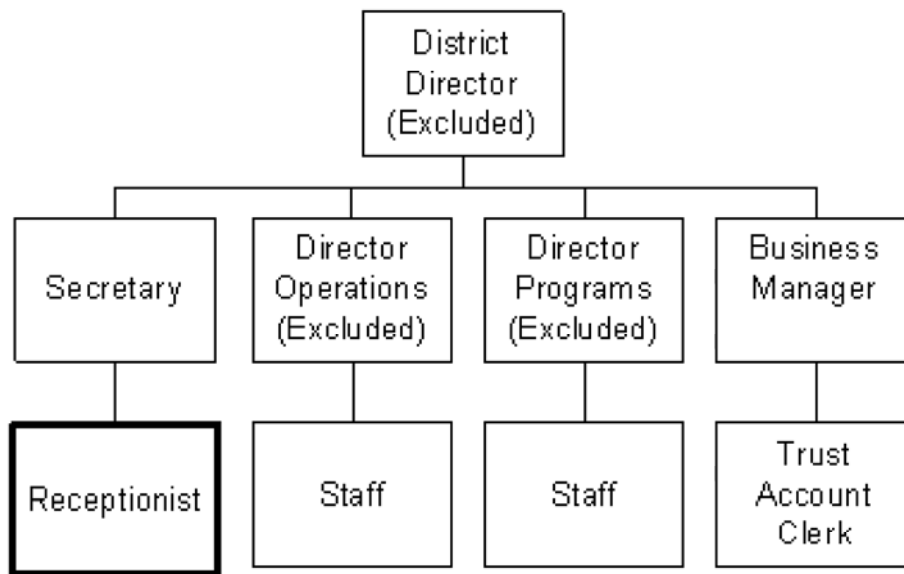 District
Director
(Excluded)
Secretary
Director
Operations
(Excluded)
Director
Programs
(Excluded)
Business
Manager
Receptionist
Staff
Staff
Trust
Account
Clerk